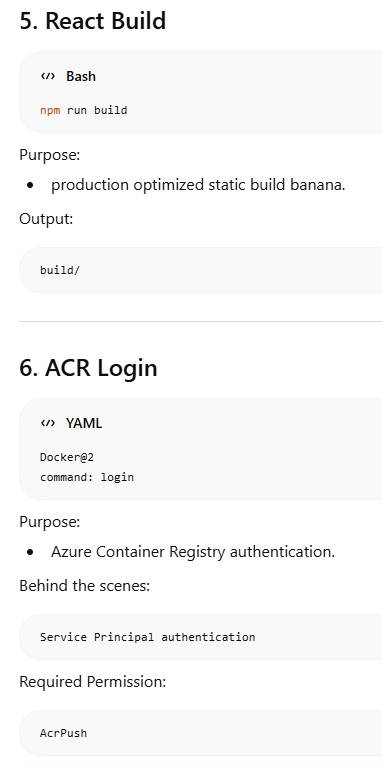 5. React Build
Bash
npm run build
Purpose:
production optimized static build banana.
Output:
build/
6. ACR Login
YAML
Docker@2
command: login
Purpose:
Azure Container Registry authentication.
Behind the scenes:
Service Principal authentication
Required Permission:
AcrPush